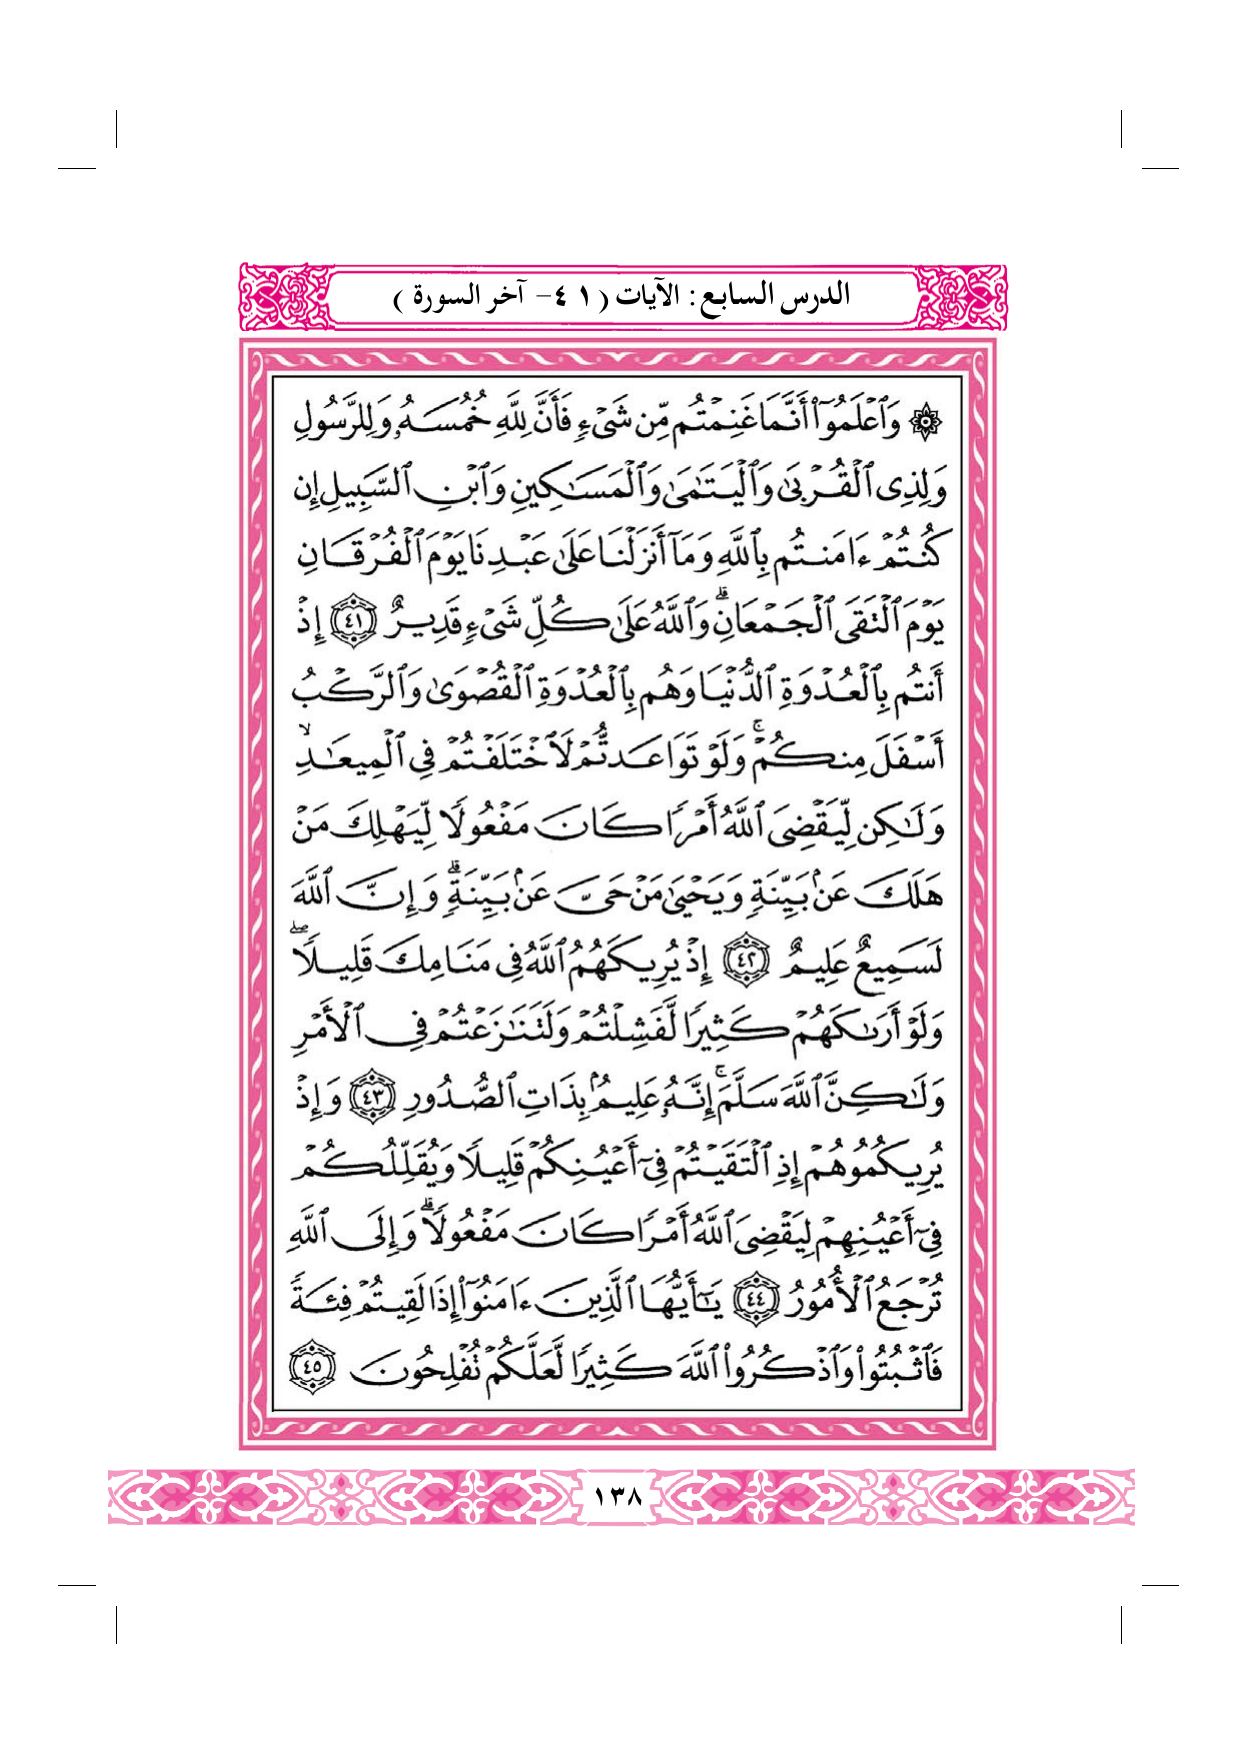 الدرس السابع: الآيات (٤١- آخر السورة )
۞ وَٱعۡلَمُوٓاْ أَنَّمَا غَنِمۡتُم مِّن شَيۡءٖ فَأَنَّ لِلَّهِ خُمُسَهُۥ وَلِلرَّسُولِ
وَلِذِي ٱلۡقُرۡبَىٰ وَٱلۡيَتَٰمَىٰ وَٱلۡمَسَٰكِينِ وَٱبۡنِ ٱلسَّبِيلِ إِن
كُنتُمۡ ءَامَنتُم بِٱللَّهِ وَمَآ أَنزَلۡنَا عَلَىٰ عَبۡدِنَا يَوۡمَ ٱلۡفُرۡقَانِ
يَوۡمَ ٱلۡتَقَى ٱلۡجَمۡعَانِۗ وَٱللَّهُ عَلَىٰ كُلِّ شَيۡءٖ قَدِيرٌ ٤١ إِذۡ
أَنتُم بِٱلۡعُدۡوَةِ ٱلدُّنۡيَا وَهُم بِٱلۡعُدۡوَةِ ٱلۡقُصۡوَىٰ وَٱلرَّكۡبُ
أَسۡفَلَ مِنكُمۡۚ وَلَوۡ تَوَاعَدتُّمۡ لَٱخۡتَلَفۡتُمۡ فِي ٱلۡمِيعَٰدِۙ
وَلَٰكِن لِّيَقۡضِيَ ٱللَّهُ أَمۡرٗا كَانَ مَفۡعُولٗا لِّيَهۡلِكَ مَنۡ
هَلَكَ عَنۢ بَيِّنَةٖ وَيَحۡيَىٰ مَنۡ حَيَّ عَنۢ بَيِّنَةٖۗ وَإِنَّ ٱللَّهَ
لَسَمِيعٌ عَلِيمٌ ٤٢ إِذۡ يُرِيكَهُمُ ٱللَّهُ فِي مَنَامِكَ قَلِيلٗاۖ
وَلَوۡ أَرَىٰكَهُمۡ كَثِيرٗا لَّفَشِلۡتُمۡ وَلَتَنَٰزَعۡتُمۡ فِي ٱلۡأَمۡرِ
وَلَٰكِنَّ ٱللَّهَ سَلَّمَۚ إِنَّهُۥ عَلِيمُۢ بِذَاتِ ٱلصُّدُورِ ٤٣ وَإِذۡ
يُرِيكُمُوهُمۡ إِذِ ٱلۡتَقَيۡتُمۡ فِيٓ أَعۡيُنِكُمۡ قَلِيلٗا وَيُقَلِّلُكُمۡ
فِيٓ أَعۡيُنِهِمۡ لِيَقۡضِيَ ٱللَّهُ أَمۡرٗا كَانَ مَفۡعُولٗاۗ وَإِلَى ٱللَّهِ
تُرۡجَعُ ٱلۡأُمُورُ ٤٤ يَٰٓأَيُّهَا ٱلَّذِينَ ءَامَنُوٓاْ إِذَا لَقِيتُمۡ فِئَةٗ
فَٱثۡبُتُواْ وَٱذۡكُرُواْ ٱللَّهَ كَثِيرٗا لَّعَلَّكُمۡ تُفۡلِحُونَ ٤٥
١٣٨